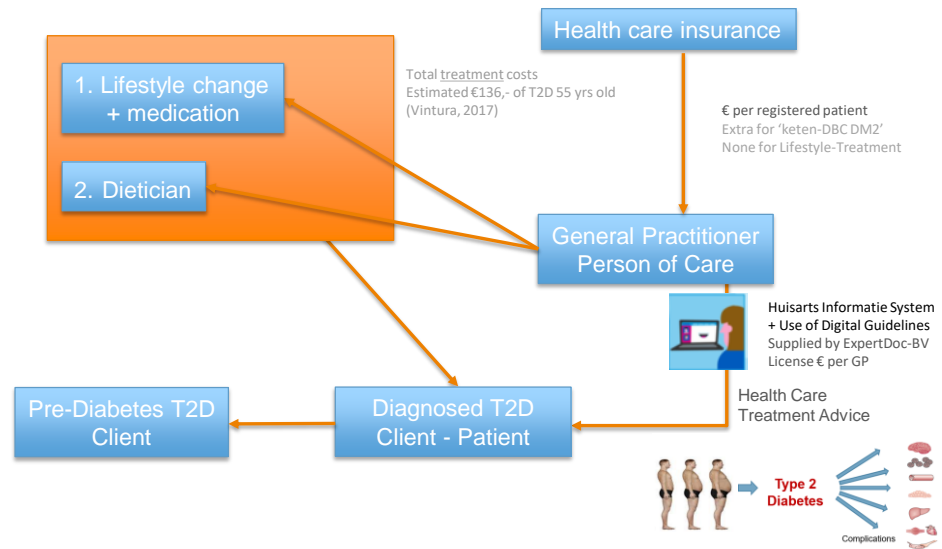 Health care insurance
1. Lifestyle change
+ medication
2. Dietician
Total treatment costs
Estimated €136,- of T2D 55 yrs old
(Vintura, 2017)
€ per registered patient
Extra for ‘keten-DBC DM2’
None for Lifestyle-Treatment
General Practitioner
Person of Care
Huisarts Informatie System
+ Use of Digital Guidelines
Supplied by ExpertDoc-BV
License € per GP
Health Care
Treatment Advice
Pre-Diabetes T2D
Client
Diagnosed T2D
Client - Patient
Type 2
Diabetes
Complications